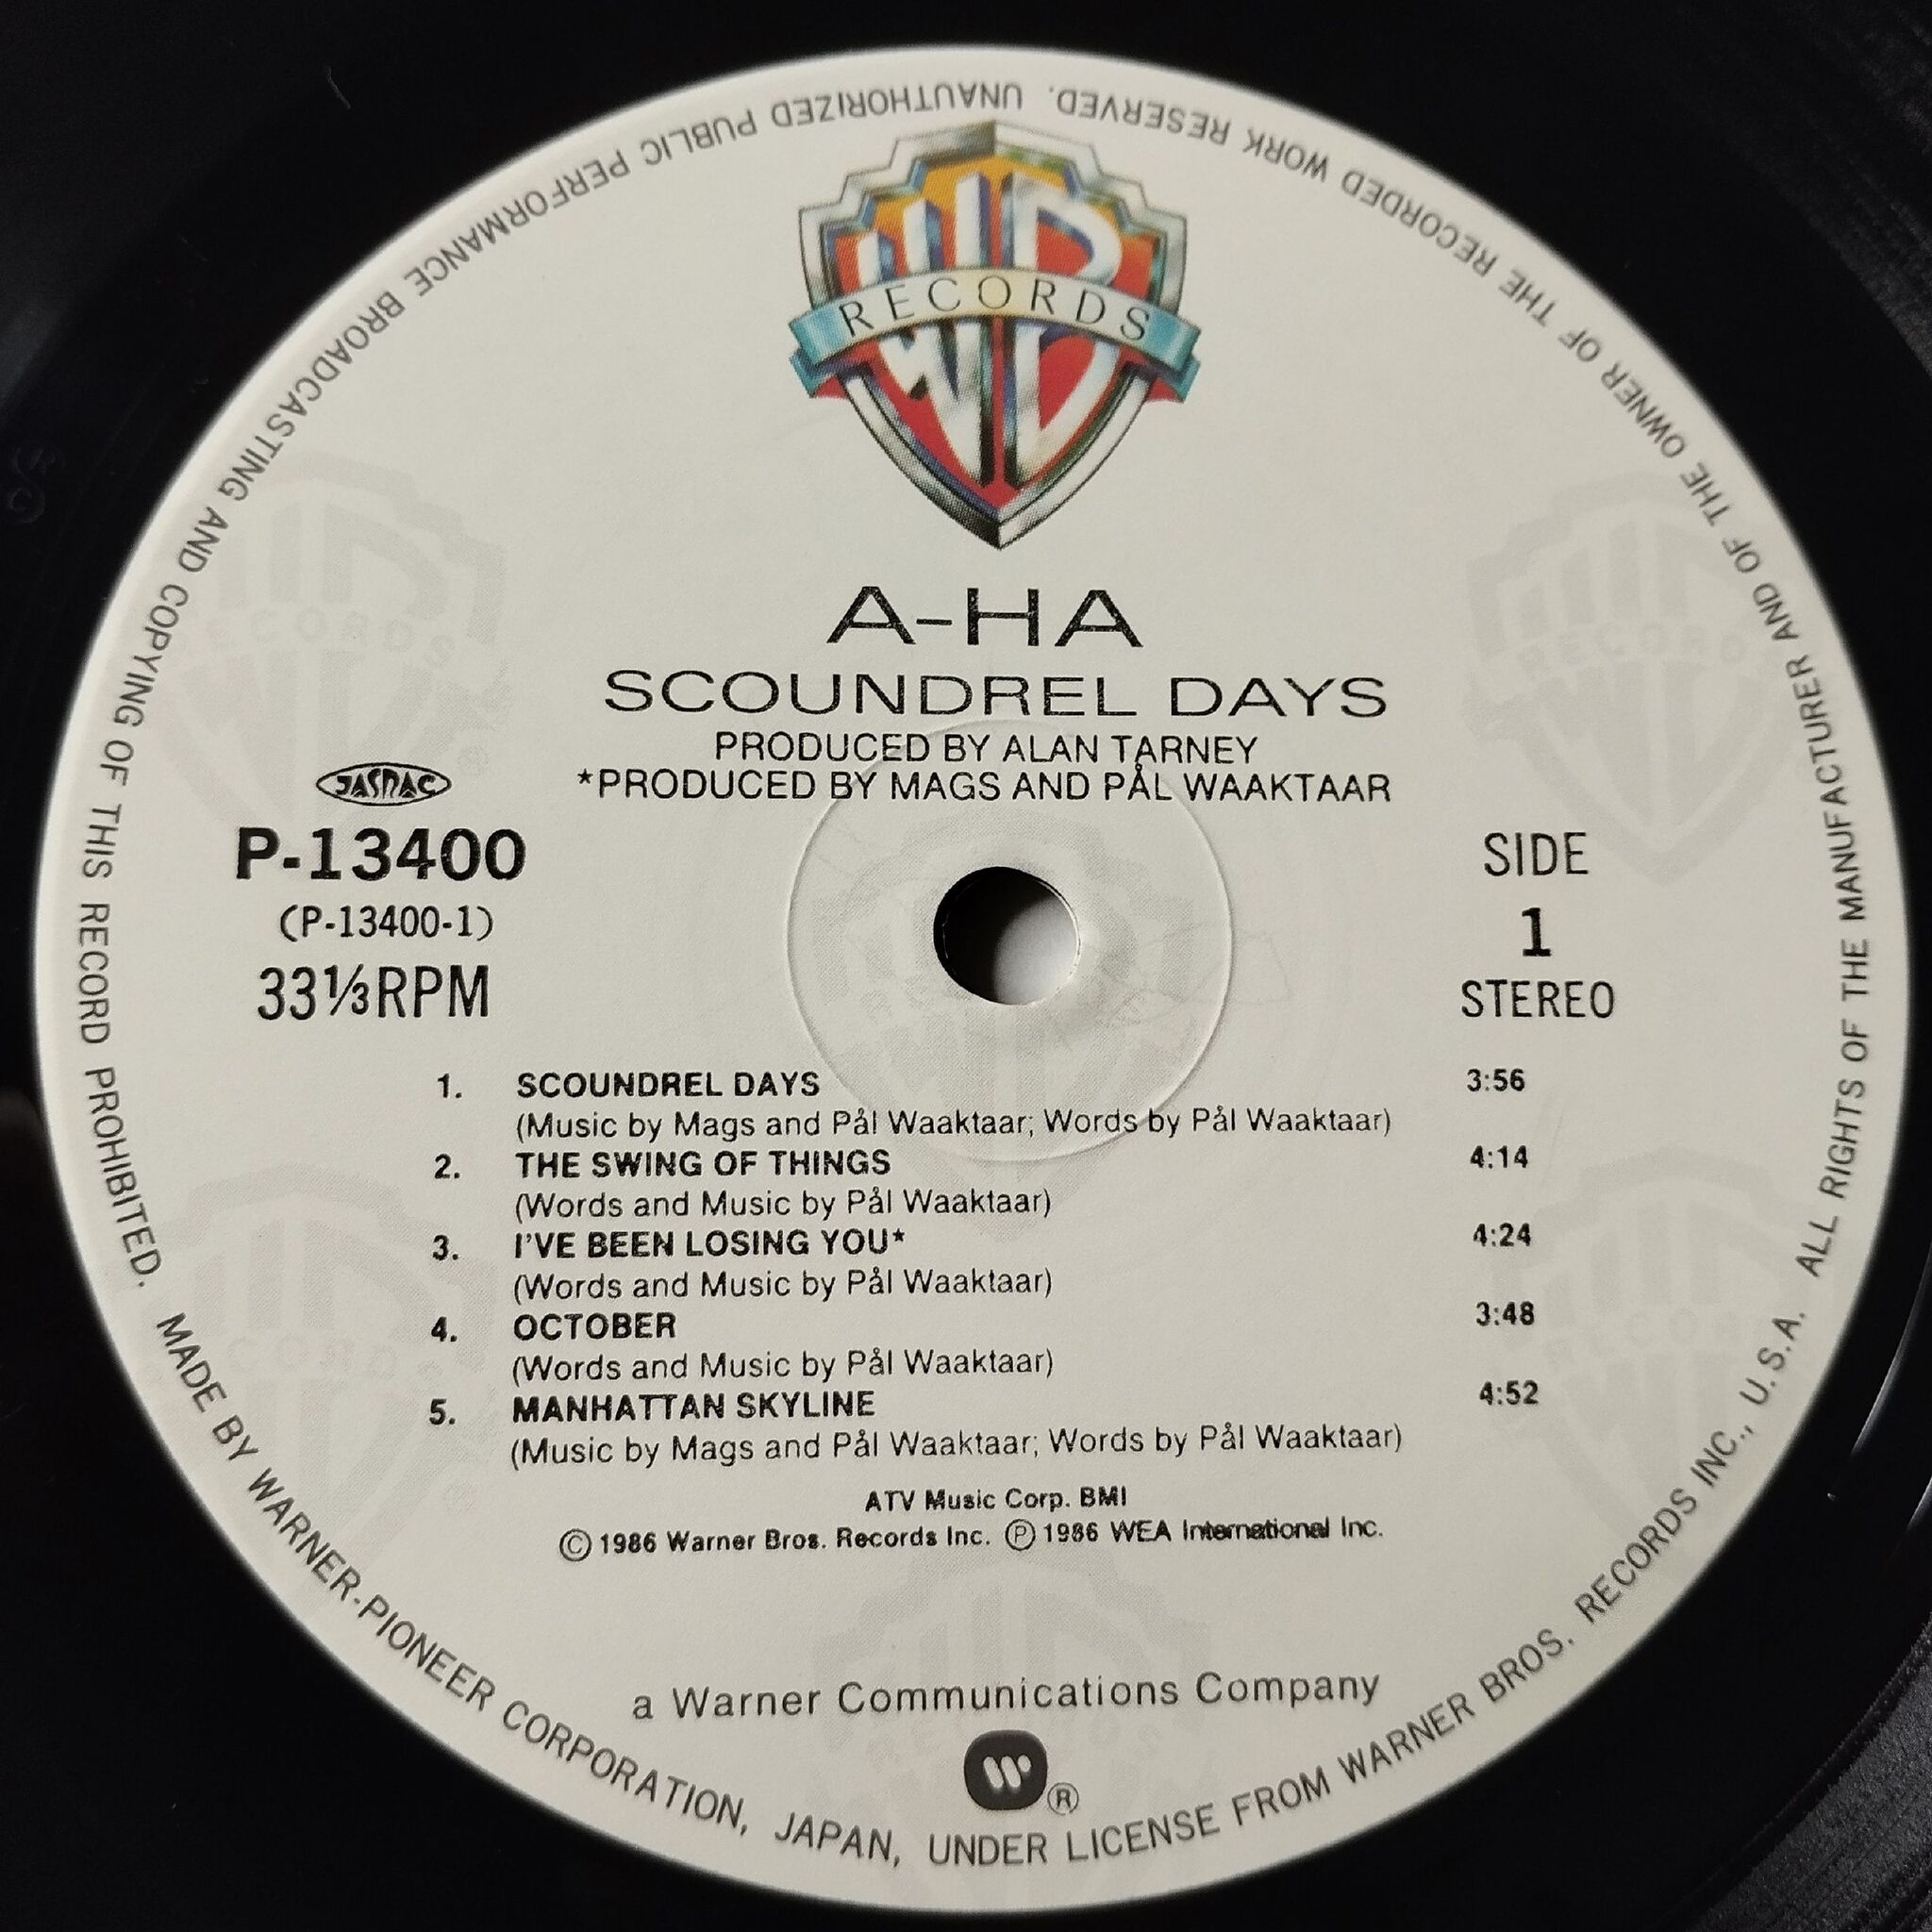 WB
RECORDS
A-HA
SCOUNDREL DAYS
PRODUCED BY ALAN TARNEY
*PRODUCED BY MAGS AND PÅL WAAKTAAR
JASRAC
P-13400
(P-13400-1)
33⅓RPM
SIDE
1
STEREO
1. SCOUNDREL DAYS 3:56
(Music by Mags and Pål Waaktaar; Words by Pål Waaktaar)
2. THE SWING OF THINGS 4:14
(Words and Music by Pål Waaktaar)
3. I'VE BEEN LOSING YOU* 4:24
(Words and Music by Pål Waaktaar)
4. OCTOBER 3:48
(Words and Music by Pål Waaktaar)
5. MANHATTAN SKYLINE 4:52
(Music by Mags and Pål Waaktaar; Words by Pål Waaktaar)
ATV Music Corp. BMI
©1986 Warner Bros. Records Inc. ℗1986 WEA International Inc.
a Warner Communications Company
®
MADE BY WARNER-PIONEER CORPORATION, JAPAN, UNDER LICENSE FROM WARNER BROS. RECORDS INC., U.S.A. ALL RIGHTS OF THE MANUFACTURER AND OF THE OWNER OF THE RECORDED WORK RESERVED. UNAUTHORIZED PUBLIC PERFORMANCE BROADCASTING AND COPYING OF THIS RECORD PROHIBITED.